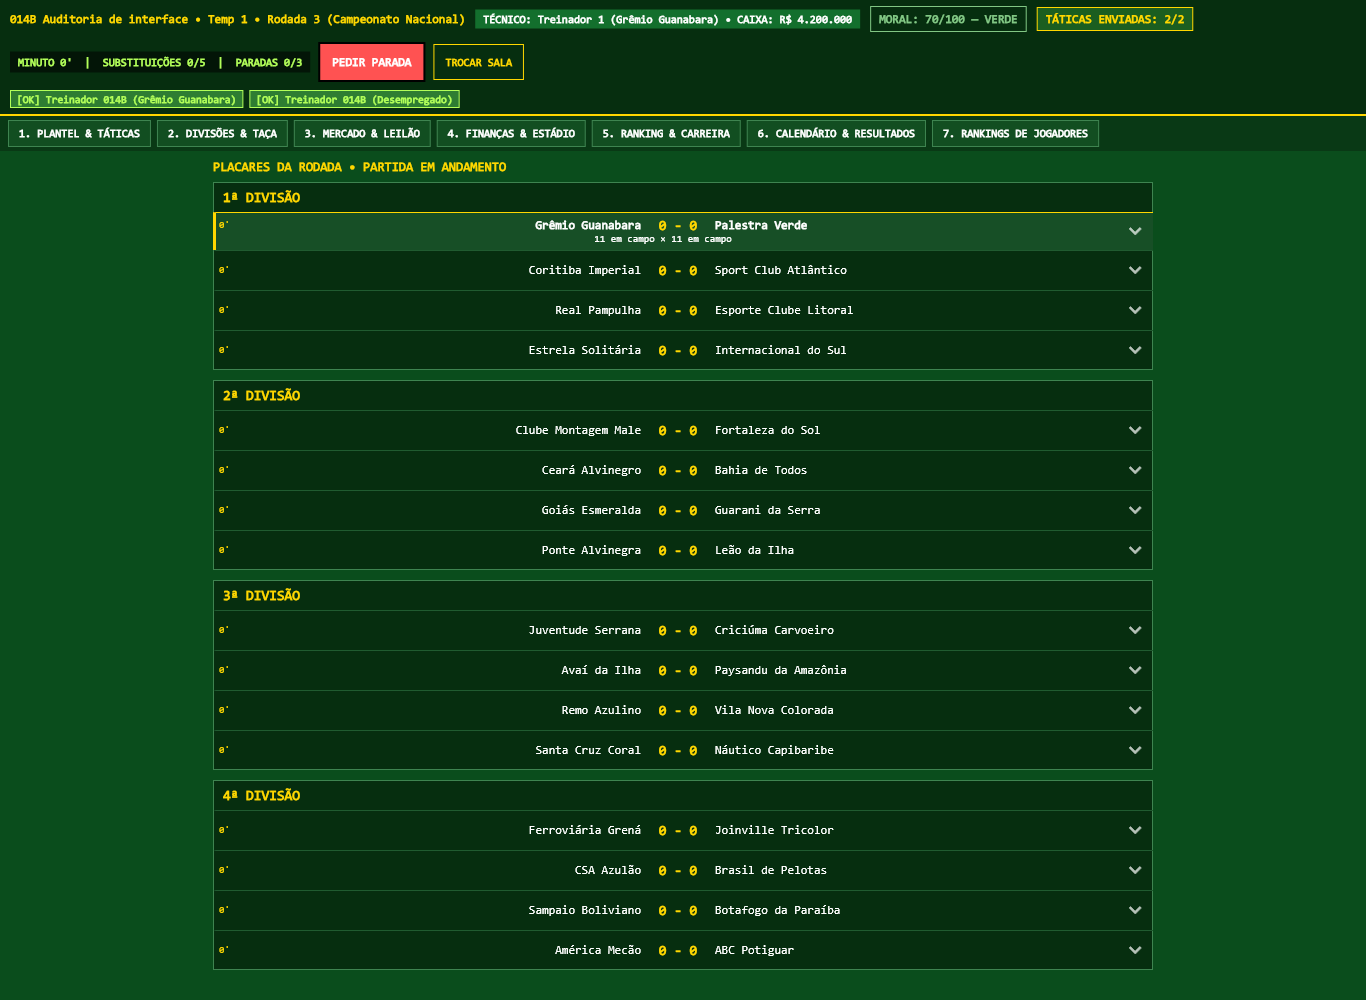 014B Auditoria de interface • Temp 1 • Rodada 3 (Campeonato Nacional) TÉCNICO: Treinador 1 (Grêmio Guanabara) • CAIXA: R$ 4.200.000 MORAL: 70/100 — VERDE TÁTICAS ENVIADAS: 2/2
MINUTO 0' | SUBSTITUIÇÕES 0/5 | PARADAS 0/3 PEDIR PARADA TROCAR SALA
[OK] Treinador 014B (Grêmio Guanabara) [OK] Treinador 014B (Desempregado)
1. PLANTEL & TÁTICAS 2. DIVISÕES & TAÇA 3. MERCADO & LEILÃO 4. FINANÇAS & ESTÁDIO 5. RANKING & CARREIRA 6. CALENDÁRIO & RESULTADOS 7. RANKINGS DE JOGADORES
PLACARES DA RODADA • PARTIDA EM ANDAMENTO
1ª DIVISÃO
0' Grêmio Guanabara 0 - 0 Palestra Verde
11 em campo × 11 em campo
0' Coritiba Imperial 0 - 0 Sport Club Atlântico
0' Real Pampulha 0 - 0 Esporte Clube Litoral
0' Estrela Solitária 0 - 0 Internacional do Sul
2ª DIVISÃO
0' Clube Montagem Male 0 - 0 Fortaleza do Sol
0' Ceará Alvinegro 0 - 0 Bahia de Todos
0' Goiás Esmeralda 0 - 0 Guarani da Serra
0' Ponte Alvinegra 0 - 0 Leão da Ilha
3ª DIVISÃO
0' Juventude Serrana 0 - 0 Criciúma Carvoeiro
0' Avaí da Ilha 0 - 0 Paysandu da Amazônia
0' Remo Azulino 0 - 0 Vila Nova Colorada
0' Santa Cruz Coral 0 - 0 Náutico Capibaribe
4ª DIVISÃO
0' Ferroviária Grená 0 - 0 Joinville Tricolor
0' CSA Azulão 0 - 0 Brasil de Pelotas
0' Sampaio Boliviano 0 - 0 Botafogo da Paraíba
0' América Mecão 0 - 0 ABC Potiguar